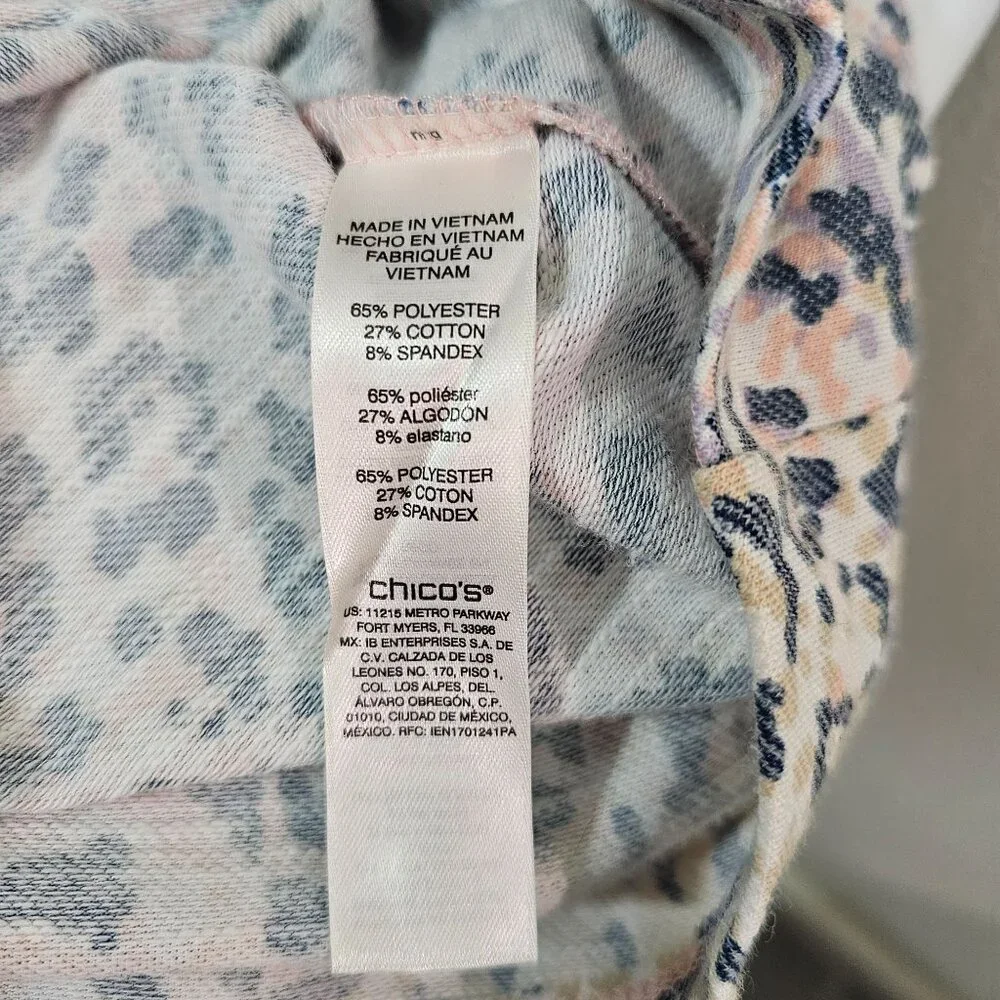 MADE IN VIETNAM
HECHO EN VIETNAM
FABRIQUÉ AU
VIETNAM
65% POLYESTER
27% COTTON
8% SPANDEX
65% poliéster
27% ALGODÓN
8% elastano
65% POLYESTER
27% COTON
8% SPANDEX
chico's®
US: 11215 METRO PARKWAY
FORT MYERS, FL 33966
MX: IB ENTERPRISES S.A. DE
C.V. CALZADA DE LOS
LEONES NO. 170, PISO 1,
COL. LOS ALPES, DEL.
ÁLVARO OBREGÓN, C.P.
01010, CIUDAD DE MÉXICO,
MÉXICO. RFC: IEN1701241PA